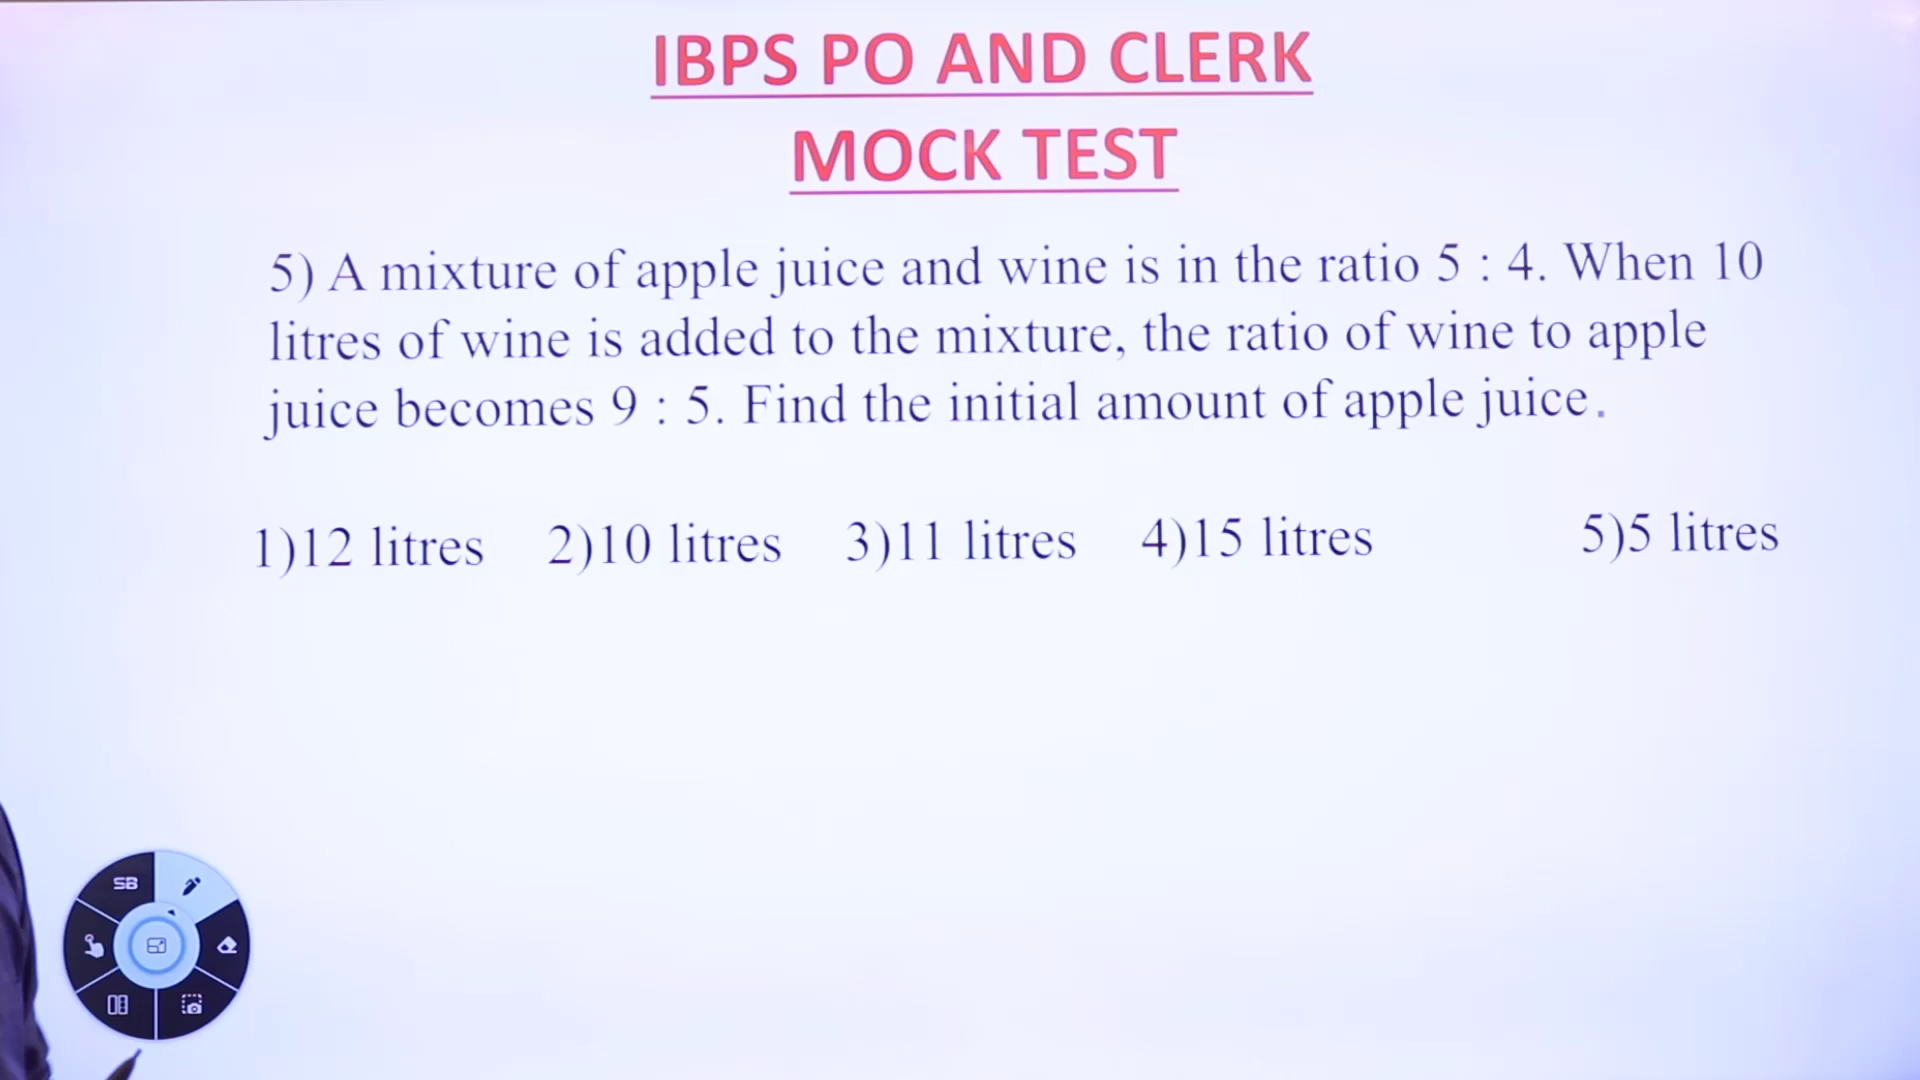 IBPS PO AND CLERK
MOCK TEST
5) A mixture of apple juice and wine is in the ratio 5 : 4. When 10
litres of wine is added to the mixture, the ratio of wine to apple
juice becomes 9 : 5. Find the initial amount of apple juice.
1)12 litres 2)10 litres 3)11 litres 4)15 litres 5)5 litres
SB